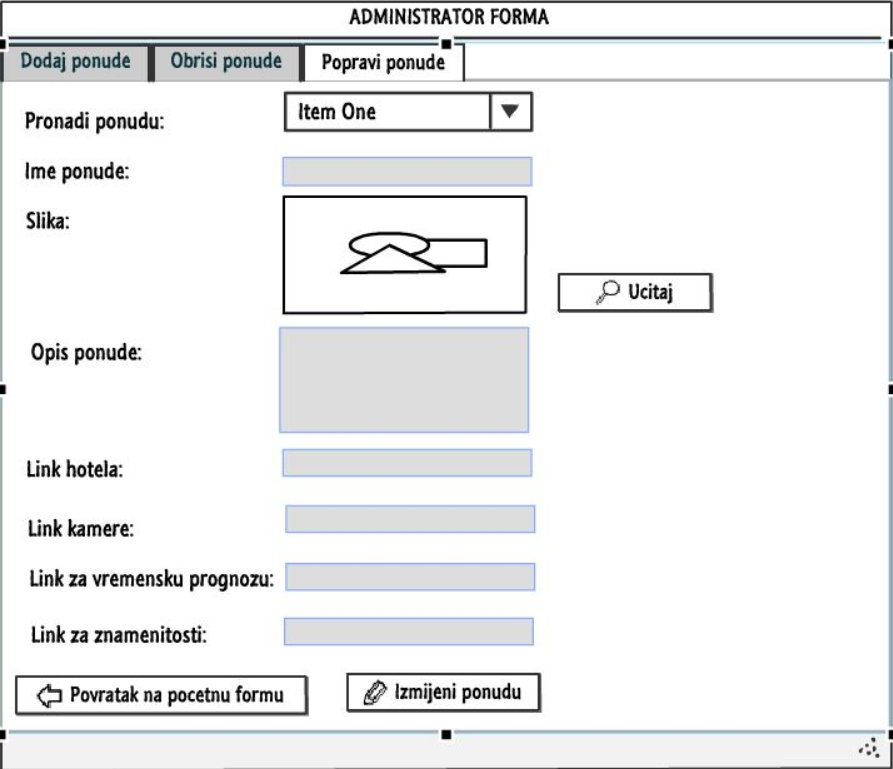 ADMINISTRATOR FORMA
Dodaj ponude Obrisi ponude Popravi ponude
Pronadi ponudu: Item One
Ime ponude:
Slika:
Ucitaj
Opis ponude:
Link hotela:
Link kamere:
Link za vremensku prognozu:
Link za znamenitosti:
Povratak na pocetnu formu Izmijeni ponudu